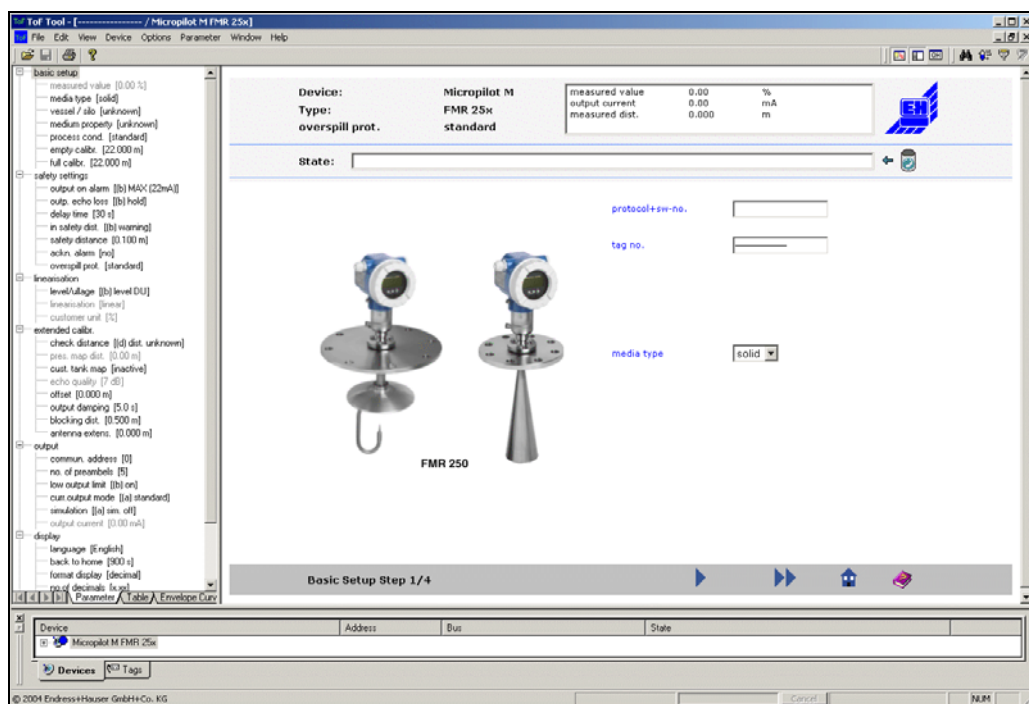 ToF Tool - [---------------- / Micropilot M FMR 25x]
File Edit View Device Options Parameter Window Help
basic setup
measured value [0.00 %]
media type [solid]
vessel / silo [unknown]
medium property [unknown]
process cond. [standard]
empty calibr. [22.000 m]
full calibr. [22.000 m]
safety settings
output on alarm [(b) MAX (22mA)]
outp. echo loss [(b) hold]
delay time [30 s]
in safety dist. [(b) warning]
safety distance [0.100 m]
ackn. alarm [no]
overspill prot. [standard]
linearisation
level/ullage [(b) level DU]
linearisation [linear]
customer unit [%]
extended calibr.
check distance [(d) dist. unknown]
pres. map dist. [0.00 m]
cust. tank map [inactive]
echo quality [7 dB]
offset [0.000 m]
output damping [5.0 s]
blocking dist. [0.500 m]
antenna extens. [0.000 m]
output
commun. address [0]
no. of preambels [5]
low output limit [(b) on]
curr.output mode [(a) standard]
simulation [(a) sim. off]
output current [0.00 mA]
display
language [English]
back to home [900 s]
format display [decimal]
no.of decimals [x.xx]
Parameter Table Envelope Curv
Device: Micropilot M
Type: FMR 25x
overspill prot. standard
measured value 0.00 %
output current 0.00 mA
measured dist. 0.000 m
EH
State:
protocol+sw-no.
tag no.
media type solid
FMR 250
Basic Setup Step 1/4
Device Address Bus State
Micropilot M FMR 25x
Devices Tags
© 2004 Endress+Hauser GmbH+Co. KG Cancel NUM